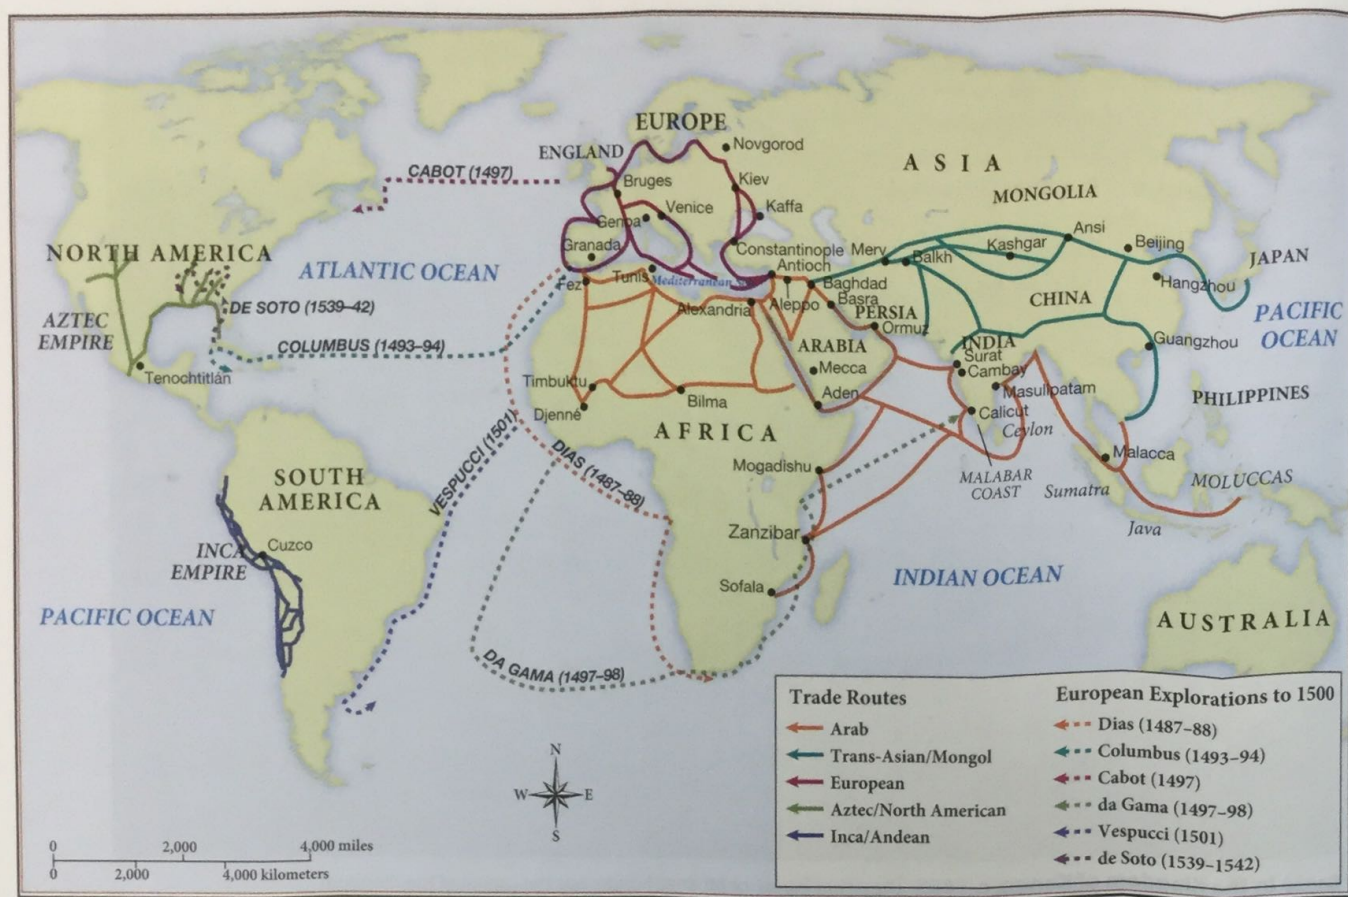 EUROPE
Novgorod
ENGLAND
ASIA
CABOT (1497)
Bruges
Kiev
MONGOLIA
Genoa
Venice
Kaffa
Ansi
NORTH AMERICA
ATLANTIC OCEAN
Granada
Constantinople
Merv
Balkh
Kashgar
Beijing
JAPAN
Fez
Tunis
Mediterranean
Antioch
Baghdad
Hangzhou
DE SOTO (1539–42)
Alexandria
Aleppo
Basra
PERSIA
CHINA
PACIFIC
OCEAN
AZTEC
EMPIRE
COLUMBUS (1493–94)
Ormuz
INDIA
Guangzhou
ARABIA
Surat
Tenochtitlán
Mecca
Cambay
Timbuktu
Bilma
Aden
Masulipatam
PHILIPPINES
Djenné
Calicut
Ceylon
AFRICA
VESPUCCI (1501)
DIAS (1487–88)
Mogadishu
Malacca
SOUTH
AMERICA
MALABAR
COAST
Sumatra
MOLUCCAS
Java
Zanzibar
INCA
EMPIRE
Cuzco
Sofala
INDIAN OCEAN
PACIFIC OCEAN
AUSTRALIA
DA GAMA (1497–98)
Trade Routes
Arab
Trans-Asian/Mongol
European
Aztec/North American
Inca/Andean
European Explorations to 1500
Dias (1487–88)
Columbus (1493–94)
Cabot (1497)
da Gama (1497–98)
Vespucci (1501)
de Soto (1539–1542)
N
W E
S
0 2,000 4,000 miles
0 2,000 4,000 kilometers